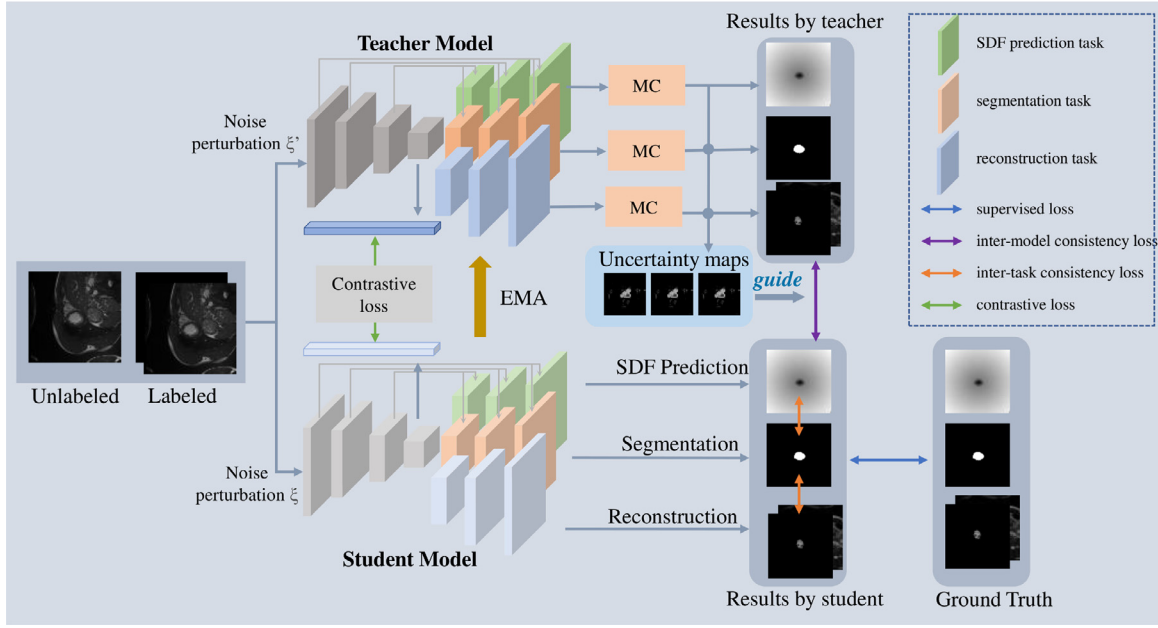 Results by teacher
Teacher Model
SDF prediction task
MC
segmentation task
Noise
perturbation ξ'
MC
reconstruction task
MC
supervised loss
inter-model consistency loss
Uncertainty maps
guide
inter-task consistency loss
Contrastive
loss
EMA
contrastive loss
Unlabeled
Labeled
SDF Prediction
Segmentation
Noise
perturbation ξ
Reconstruction
Student Model
Results by student
Ground Truth